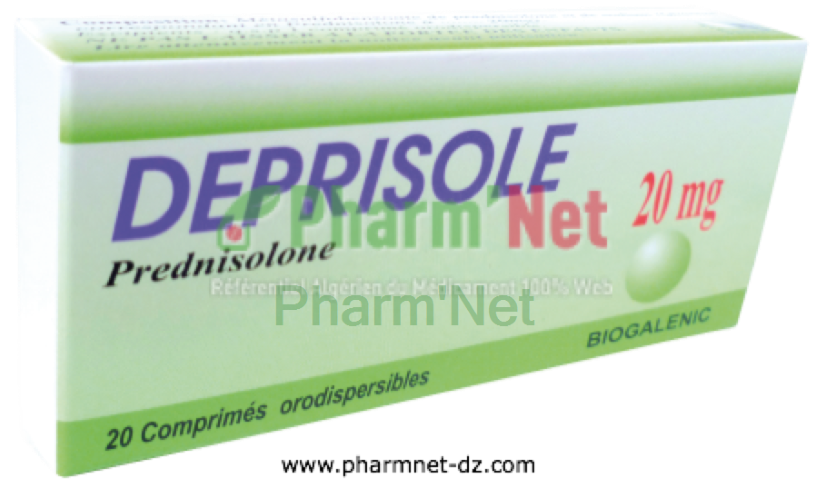 DEPRISOLE
20 mg
Prednisolone
Pharm'Net
Référentiel Algérien du Médicament 100% Web
Pharm'Net
BIOGALENIC
20 Comprimés orodispersibles
www.pharmnet-dz.com